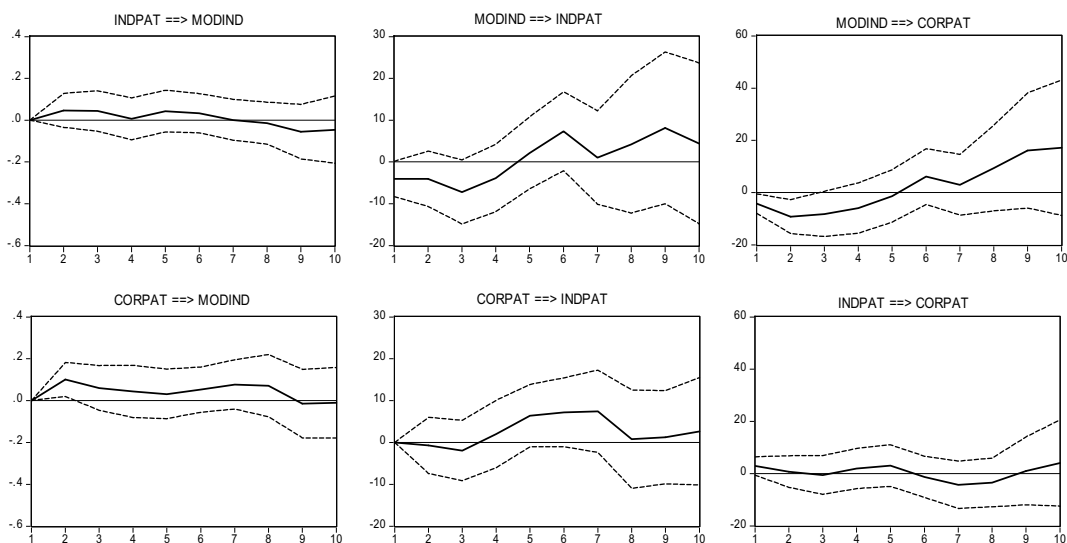 INDPAT ==> MODIND
.4
.2
.0
-.2
-.4
-.6
1 2 3 4 5 6 7 8 9 10
MODIND ==> INDPAT
30
20
10
0
-10
-20
1 2 3 4 5 6 7 8 9 10
MODIND ==> CORPAT
60
40
20
0
-20
1 2 3 4 5 6 7 8 9 10
CORPAT ==> MODIND
.4
.2
.0
-.2
-.4
-.6
1 2 3 4 5 6 7 8 9 10
CORPAT ==> INDPAT
30
20
10
0
-10
-20
1 2 3 4 5 6 7 8 9 10
INDPAT ==> CORPAT
60
40
20
0
-20
1 2 3 4 5 6 7 8 9 10